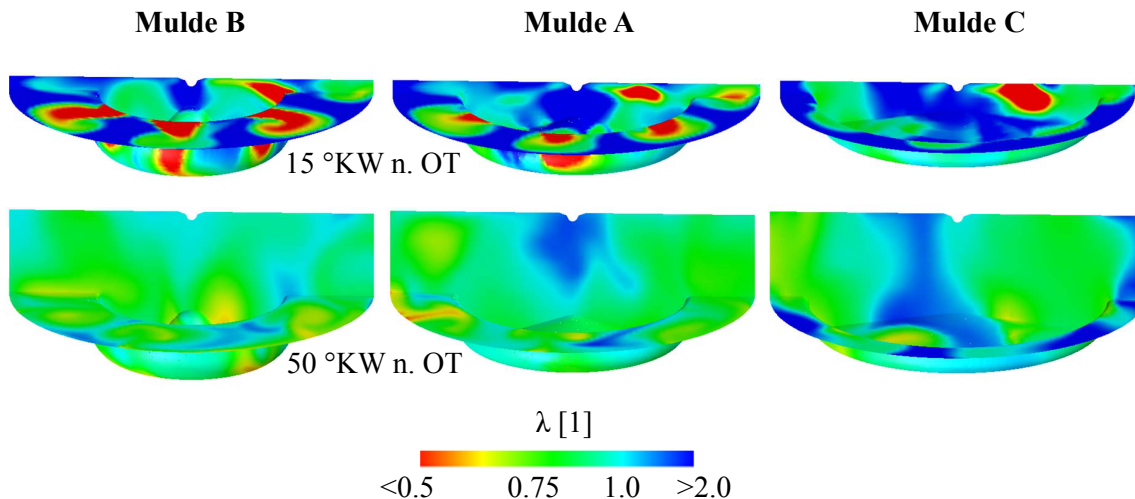 Mulde B Mulde A Mulde C
15 °KW n. OT
50 °KW n. OT
λ [1]
<0.5 0.75 1.0 >2.0